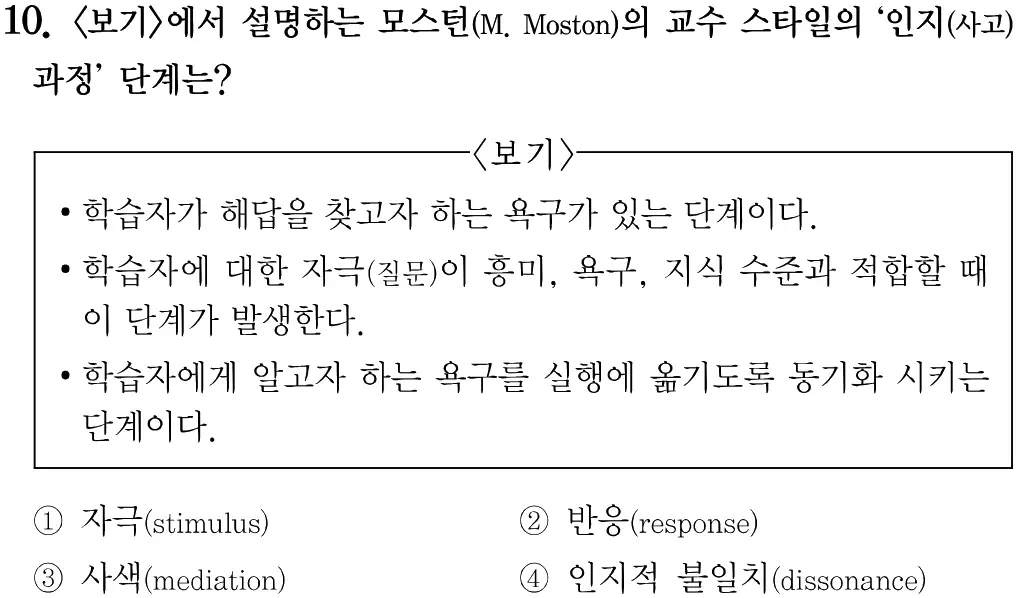 10. 〈보기〉에서 설명하는 모스턴(M. Moston)의 교수 스타일의 ‘인지(사고)
과정’ 단계는?
〈보기〉
• 학습자가 해답을 찾고자 하는 욕구가 있는 단계이다.
• 학습자에 대한 자극(질문)이 흥미, 욕구, 지식 수준과 적합할 때
이 단계가 발생한다.
• 학습자에게 알고자 하는 욕구를 실행에 옮기도록 동기화 시키는
단계이다.
① 자극(stimulus) ② 반응(response)
③ 사색(mediation) ④ 인지적 불일치(dissonance)